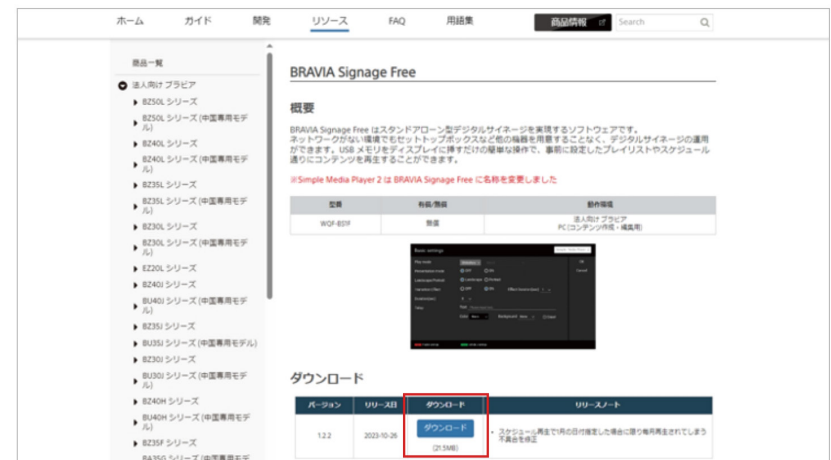 ホーム ガイド 開発 リソース FAQ 用語集 商品情報 Search
商品一覧
法人向け ブラビア
BZ50L シリーズ
BZ50L シリーズ (中国専用モデ
ル)
BZ40L シリーズ
BZ40L シリーズ (中国専用モデ
ル)
BZ35L シリーズ
BZ35L シリーズ (中国専用モデ
ル)
BZ30L シリーズ
BZ30L シリーズ (中国専用モデ
ル)
EZ20L シリーズ
BZ40J シリーズ
BU40J シリーズ (中国専用モデ
ル)
BZ35J シリーズ
BU35J シリーズ (中国専用モデル)
BZ30J シリーズ
BU30J シリーズ (中国専用モデ
ル)
BZ40H シリーズ
BU40H シリーズ (中国専用モデ
ル)
BZ35F シリーズ
BA35G シリーズ (中国専用モデ
BRAVIA Signage Free
概要
BRAVIA Signage Free はスタンドアローン型デジタルサイネージを実現するソフトウェアです。
ネットワークがない環境でもセットトップボックスなど他の機器を用意することなく、デジタルサイネージの運用
ができます。USB メモリをディスプレイに挿すだけの簡単な操作で、事前に設定したプレイリストやスケジュール
通りにコンテンツを再生することができます。
※Simple Media Player 2 は BRAVIA Signage Free に名称を変更しました
型番 有償/無償 動作環境
WQF-BS1F 無償 法人向け ブラビア
PC (コンテンツ作成・編集用)
Basic settings
Play mode
Landscape/Portrait Landscape Portrait
ダウンロード
バージョン リリース日 ダウンロード リリースノート
1.2.2 2023-10-26 ダウンロード
(21.5MB)
・ スケジュール再生で1月の日付指定した場合に限り毎月再生されてしまう
不具合を修正